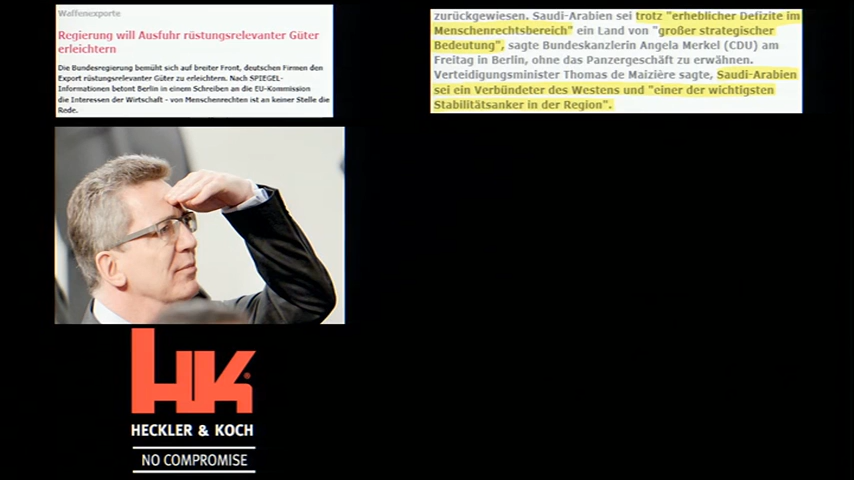 Waffenexporte
Regierung will Ausfuhr rüstungsrelevanter Güter
erleichtern
Die Bundesregierung bemüht sich auf breiter Front, deutschen Firmen den
Export rüstungsrelevanter Güter zu erleichtern. Nach SPIEGEL-
Informationen betont Berlin in einem Schreiben an die EU-Kommission
die Interessen der Wirtschaft - von Menschenrechten ist an keiner Stelle die
Rede.
zurückgewiesen. Saudi-Arabien sei trotz "erheblicher Defizite im
Menschenrechtsbereich" ein Land von "großer strategischer
Bedeutung", sagte Bundeskanzlerin Angela Merkel (CDU) am
Freitag in Berlin, ohne das Panzergeschäft zu erwähnen.
Verteidigungsminister Thomas de Maizière sagte, Saudi-Arabien
sei ein Verbündeter des Westens und "einer der wichtigsten
Stabilitätsanker in der Region".
HK®
HECKLER & KOCH
NO COMPROMISE